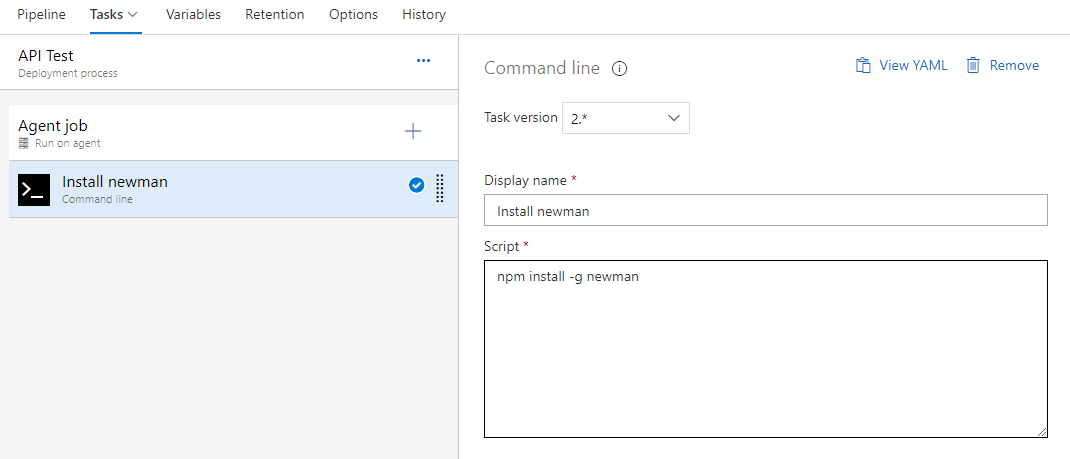 Pipeline Tasks Variables Retention Options History
API Test
Deployment process
Agent job
Run on agent
Install newman
Command line
Command line
View YAML
Remove
Task version 2.*
Display name *
Install newman
Script *
npm install -g newman